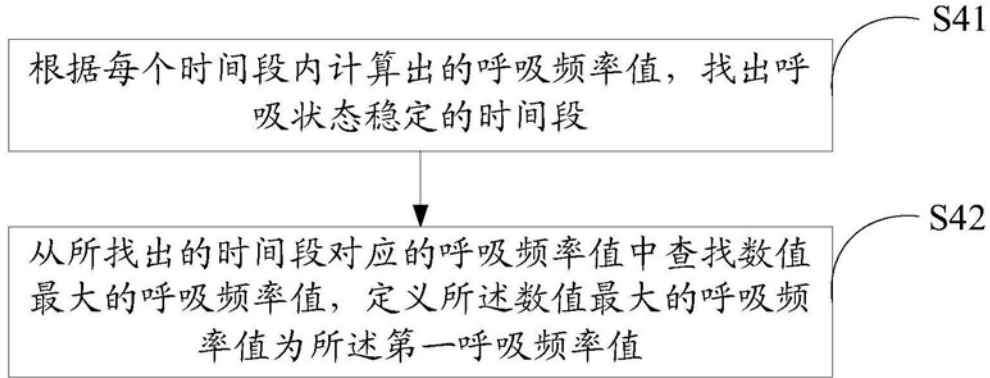 S41
根据每个时间段内计算出的呼吸频率值，找出呼
吸状态稳定的时间段
S42
从所找出的时间段对应的呼吸频率值中查找数值
最大的呼吸频率值，定义所述数值最大的呼吸频
率值为所述第一呼吸频率值